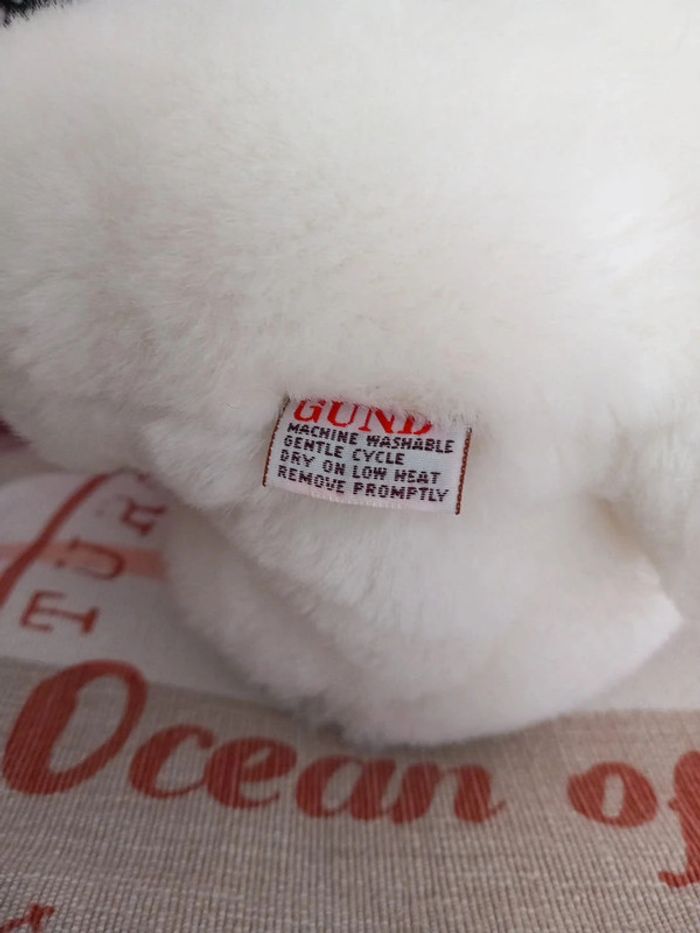 GUND
MACHINE WASHABLE
GENTLE CYCLE
DRY ON LOW HEAT
REMOVE PROMPTLY
Ocean of